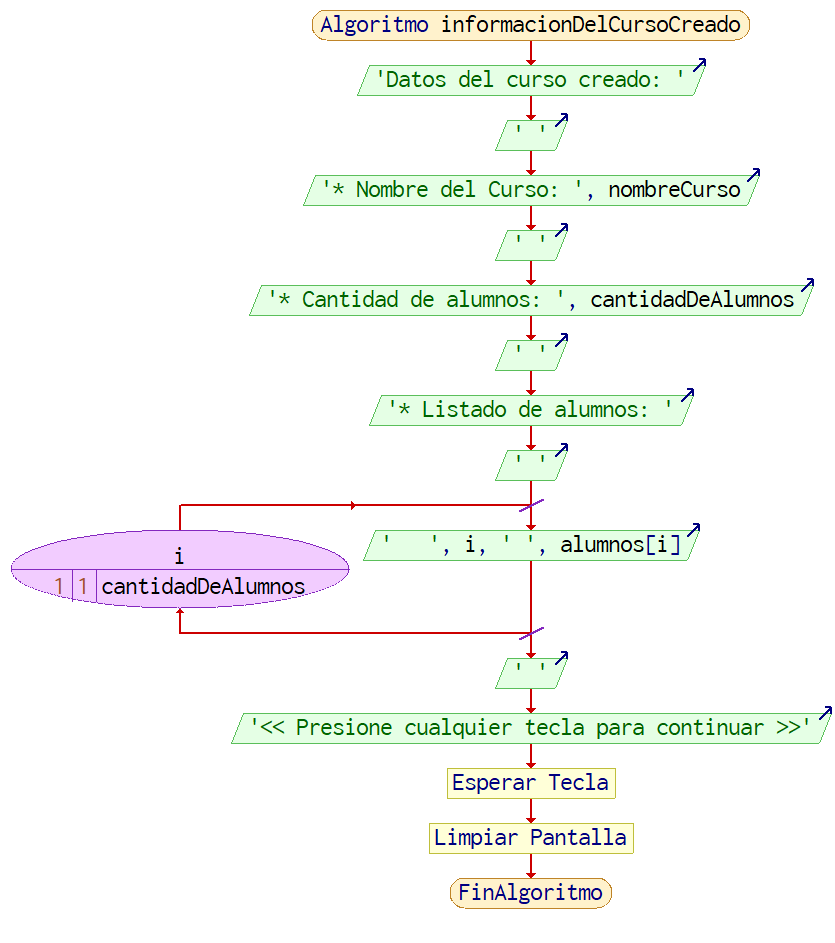 Algoritmo informacionDelCursoCreado
'Datos del curso creado: '
' '
'* Nombre del Curso: ', nombreCurso
' '
'* Cantidad de alumnos: ', cantidadDeAlumnos
' '
'* Listado de alumnos: '
' '
'   ', i, ' ', alumnos[i]
i
1 1 cantidadDeAlumnos
' '
'<< Presione cualquier tecla para continuar >>'
Esperar Tecla
Limpiar Pantalla
FinAlgoritmo